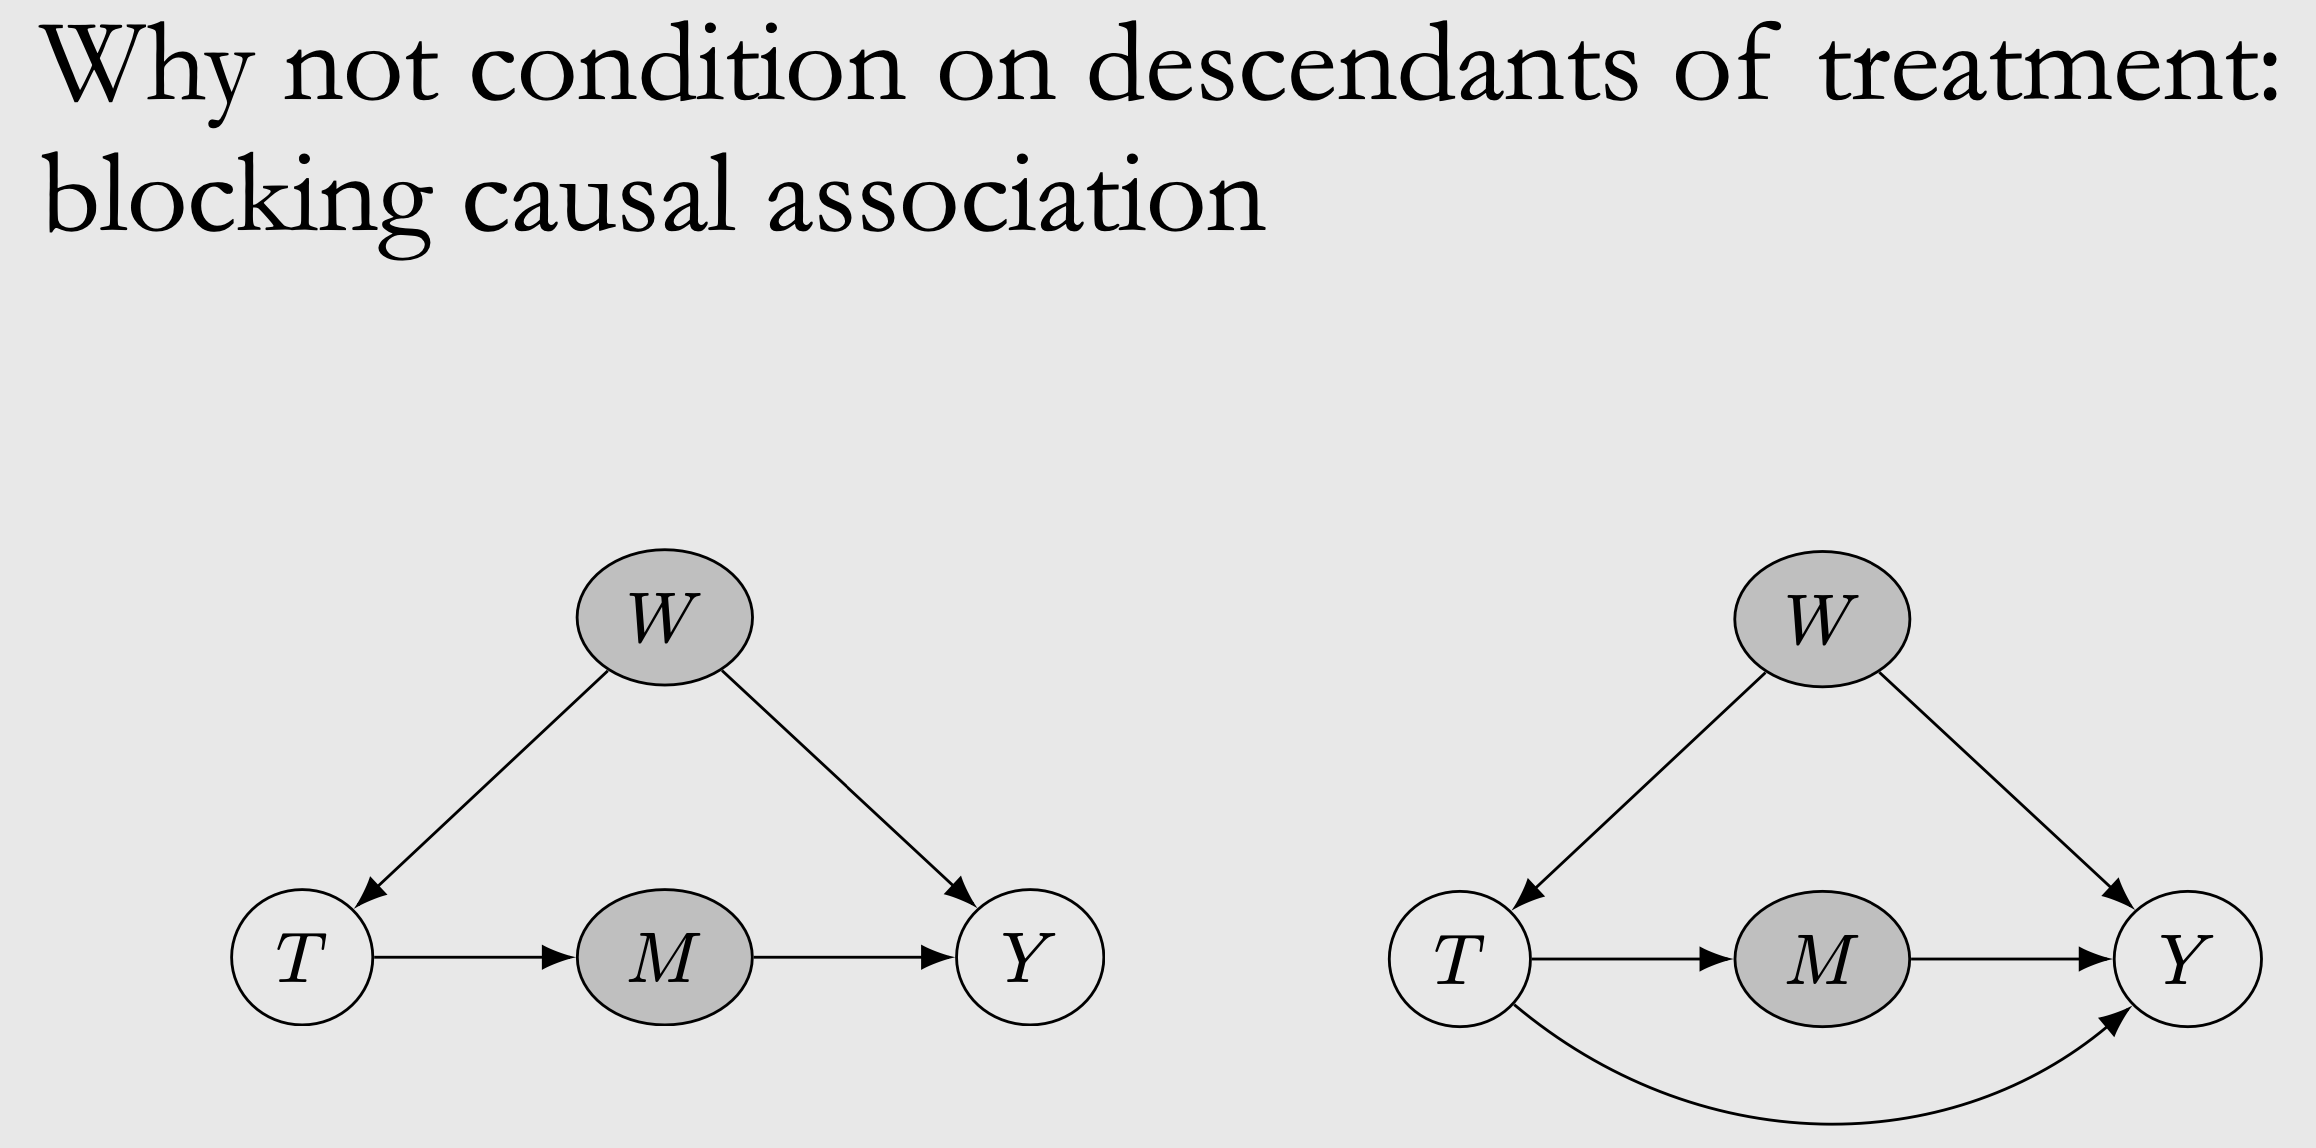 Why not condition on descendants of treatment:
blocking causal association
W
W
T
M
Y
T
M
Y